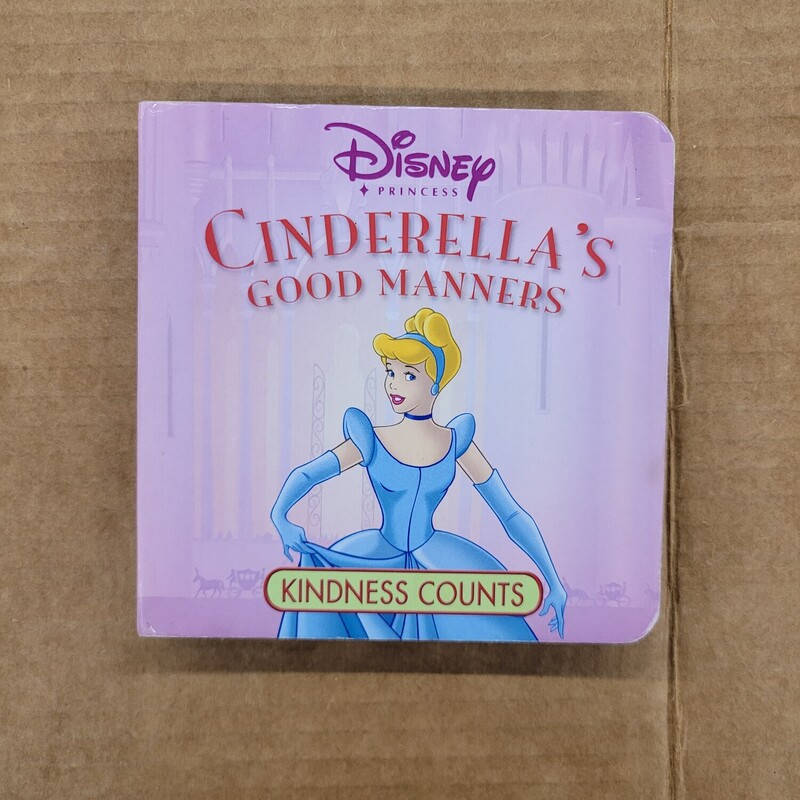 Disney
PRINCESS
CINDERELLA'S
GOOD MANNERS
KINDNESS COUNTS